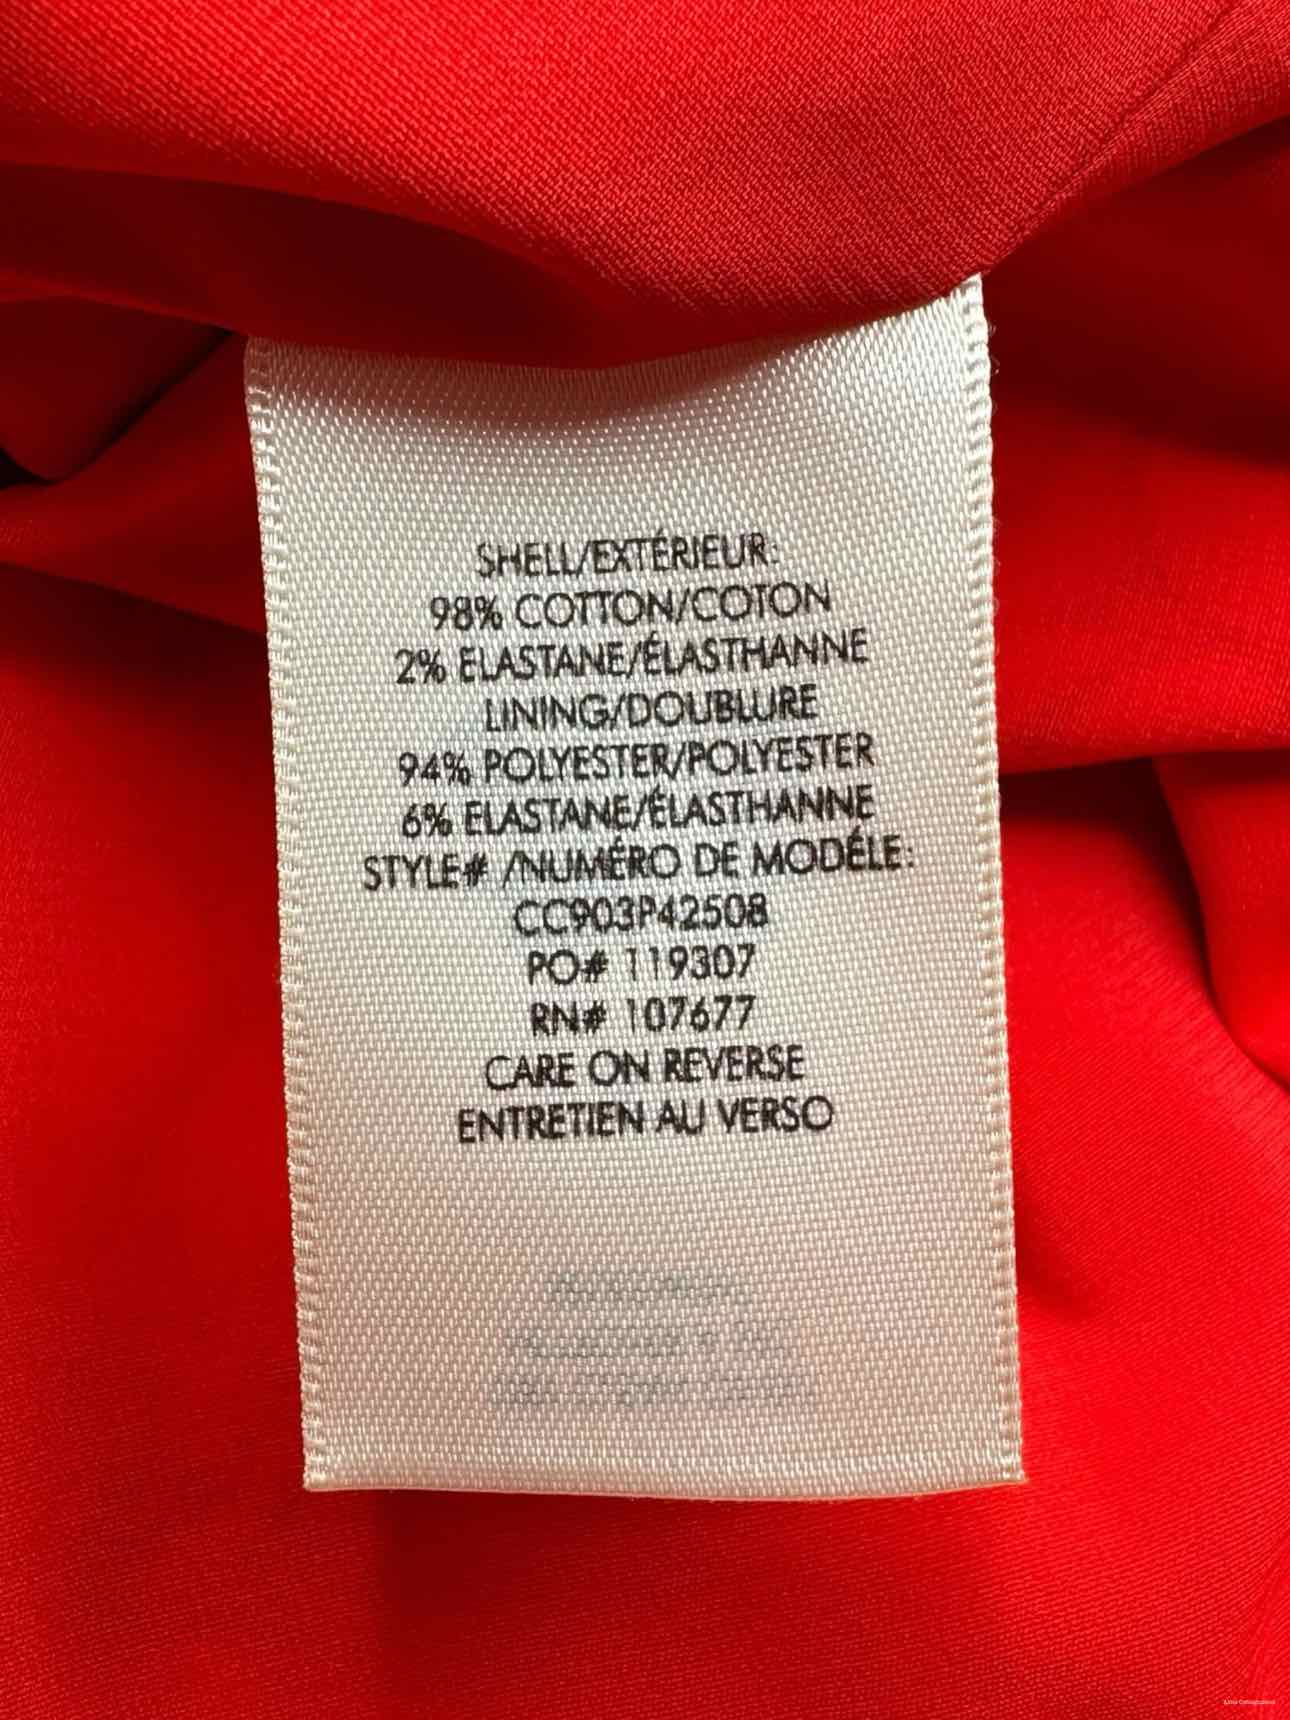 SHELL/EXTÉRIEUR:
98% COTTON/COTON
2% ELASTANE/ÉLASTHANNE
LINING/DOUBLURE
94% POLYESTER/POLYESTER
6% ELASTANE/ÉLASTHANNE
STYLE# /NUMÉRO DE MODÉLE:
CC903P42508
PO# 119307
RN# 107677
CARE ON REVERSE
ENTRETIEN AU VERSO